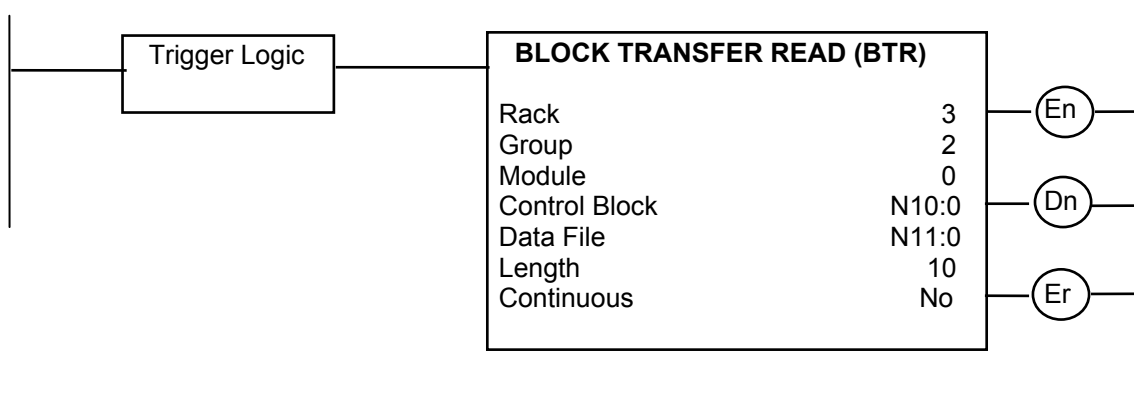 Trigger Logic
BLOCK TRANSFER READ (BTR)
Rack 3
Group 2
Module 0
Control Block N10:0
Data File N11:0
Length 10
Continuous No
En
Dn
Er